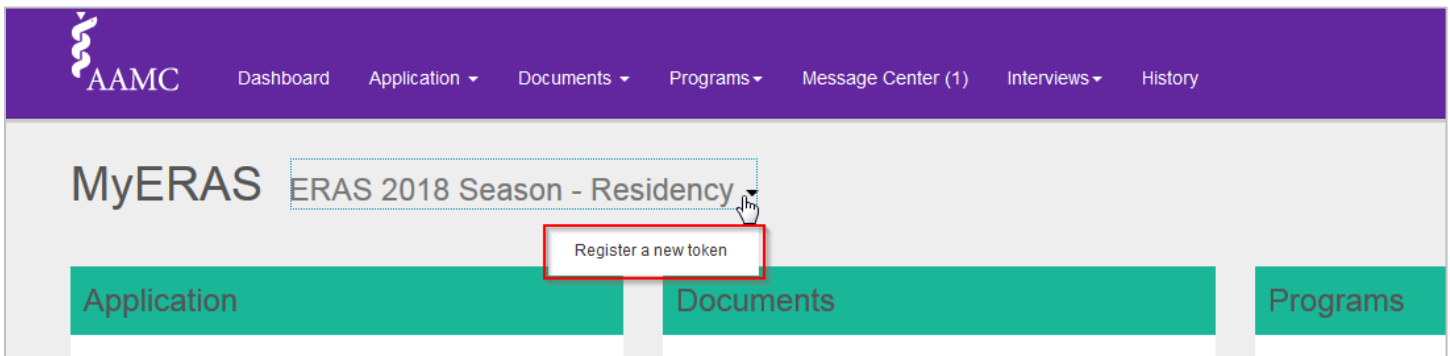 AAMC Dashboard Application Documents Programs Message Center (1) Interviews History
MyERAS ERAS 2018 Season - Residency
Register a new token
Application Documents Programs